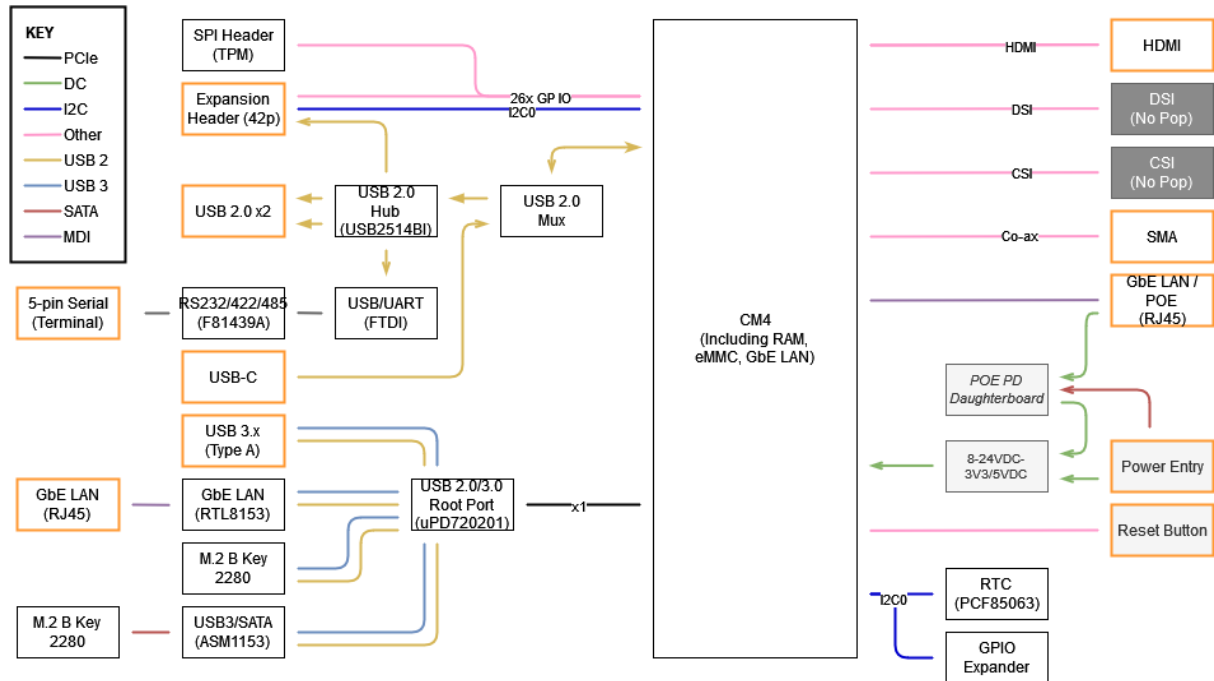 KEY
PCIe
DC
I2C
Other
USB 2
USB 3
SATA
MDI
SPI Header
(TPM)
Expansion
Header (42p)
26x GPIO
I2C0
USB 2.0 x2
USB 2.0
Hub
(USB2514BI)
USB 2.0
Mux
5-pin Serial
(Terminal)
RS232/422/485
(F81439A)
USB/UART
(FTDI)
USB-C
USB 3.x
(Type A)
GbE LAN
(RJ45)
GbE LAN
(RTL8153)
USB 2.0/3.0
Root Port
(uPD720201)
x1
M.2 B Key
2280
M.2 B Key
2280
USB3/SATA
(ASM1153)
CM4
(Including RAM,
eMMC, GbE LAN)
HDMI
HDMI
DSI
DSI
(No Pop)
CSI
CSI
(No Pop)
Co-ax
SMA
GbE LAN /
POE
(RJ45)
POE PD
Daughterboard
8-24VDC-
3V3/5VDC
Power Entry
Reset Button
I2C0
RTC
(PCF85063)
GPIO
Expander